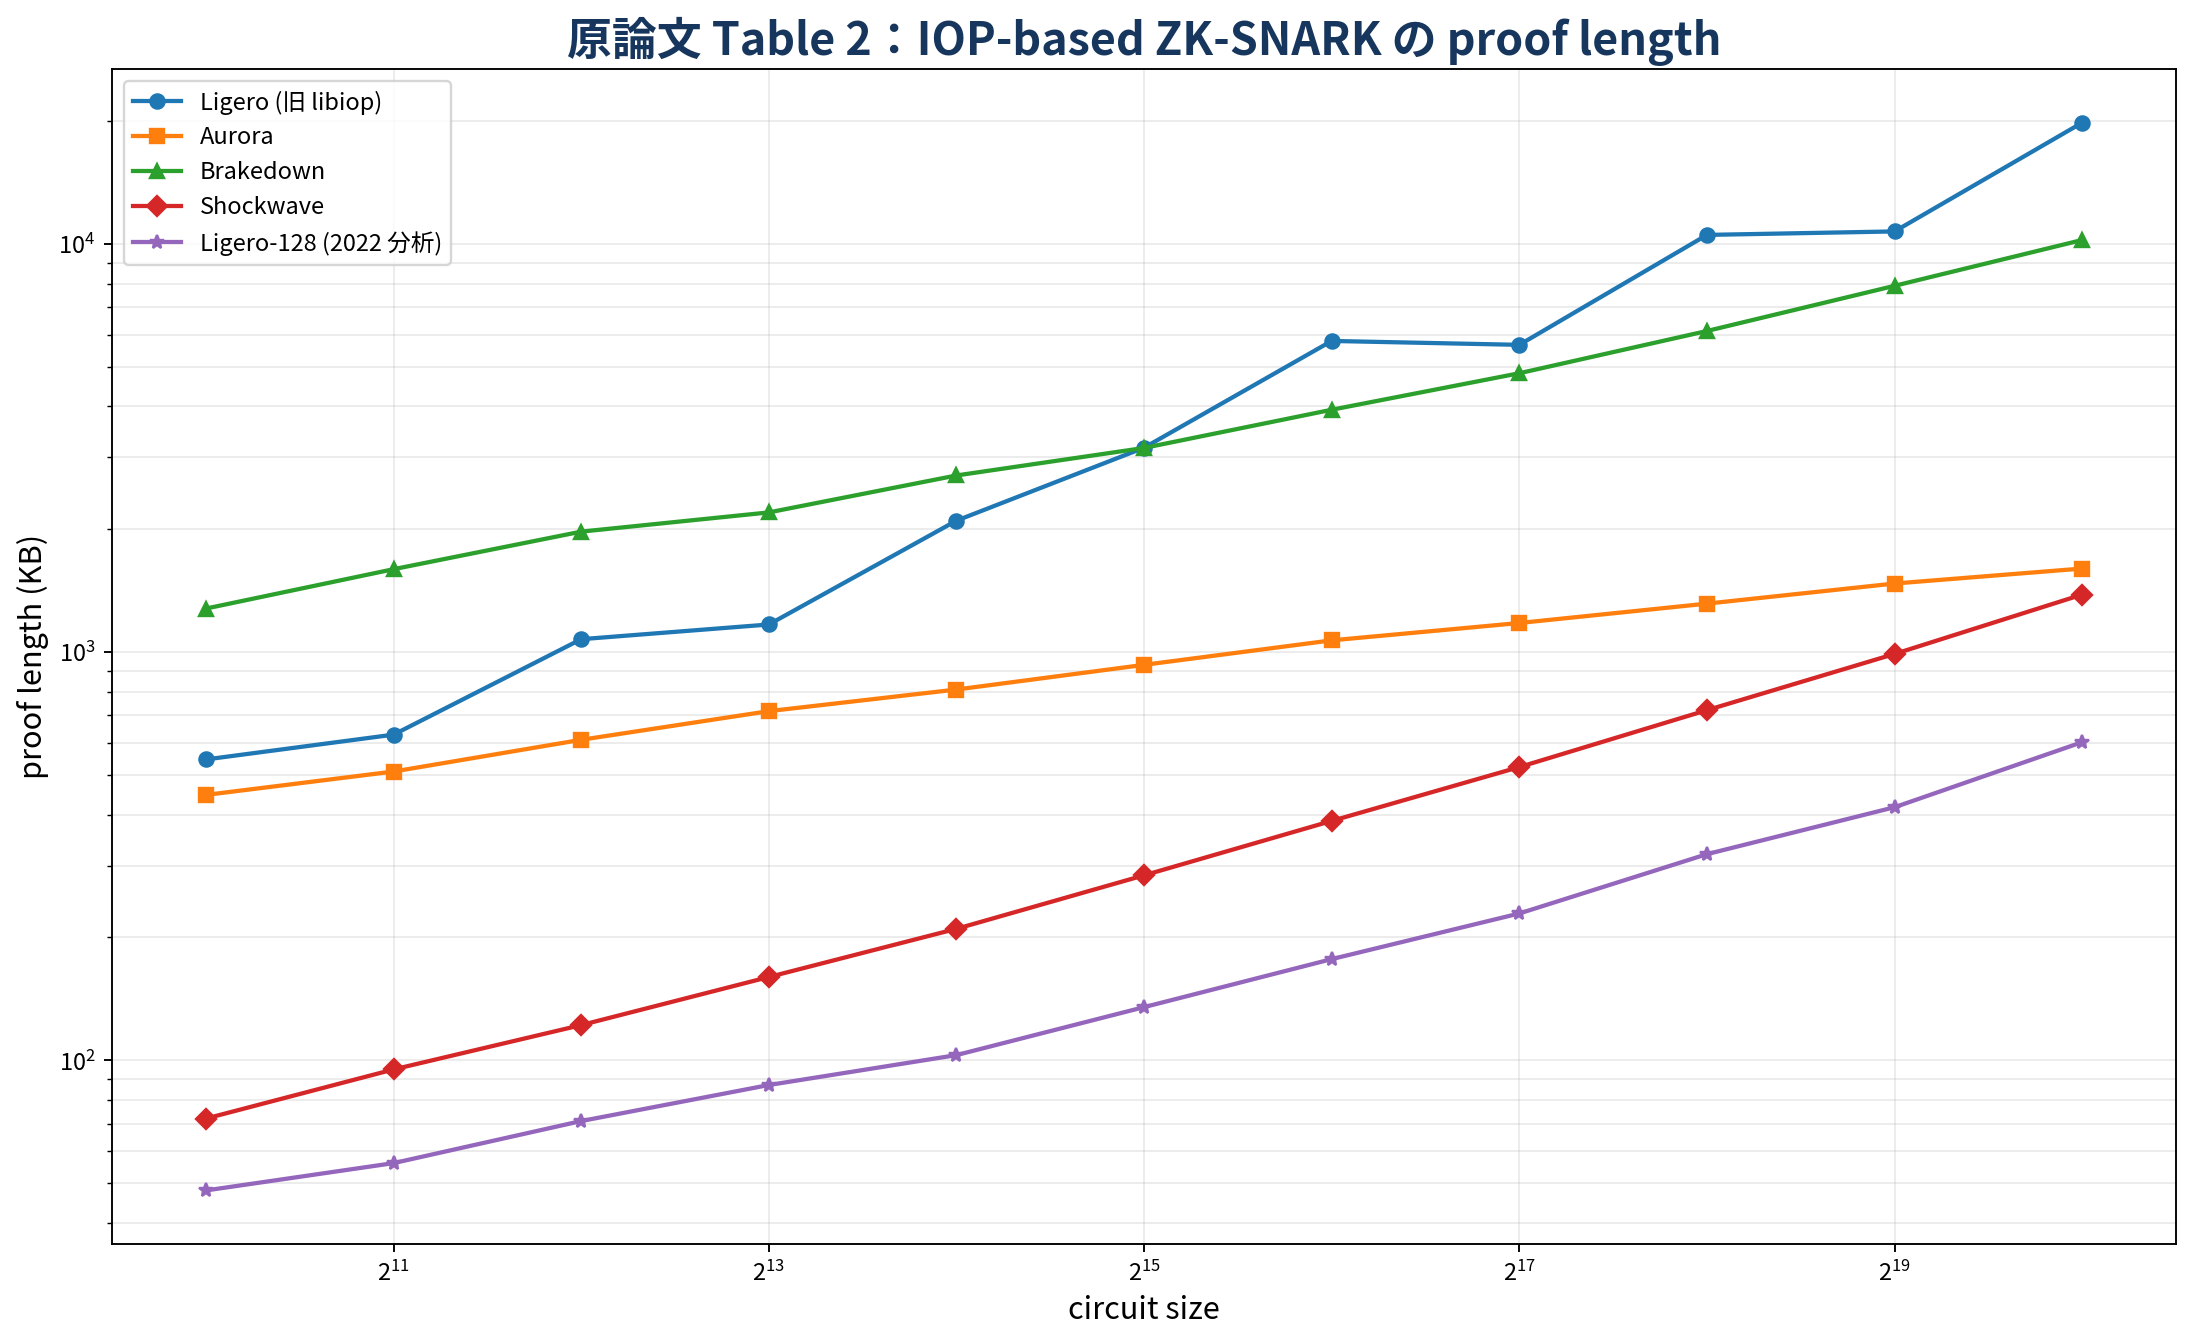 原論文 Table 2：IOP-based ZK-SNARK の proof length
Ligero (旧 libiop)
Aurora
Brakedown
Shockwave
Ligero-128 (2022 分析)
proof length (KB)
10⁴
10³
10²
2¹¹
2¹³
2¹⁵
2¹⁷
2¹⁹
circuit size